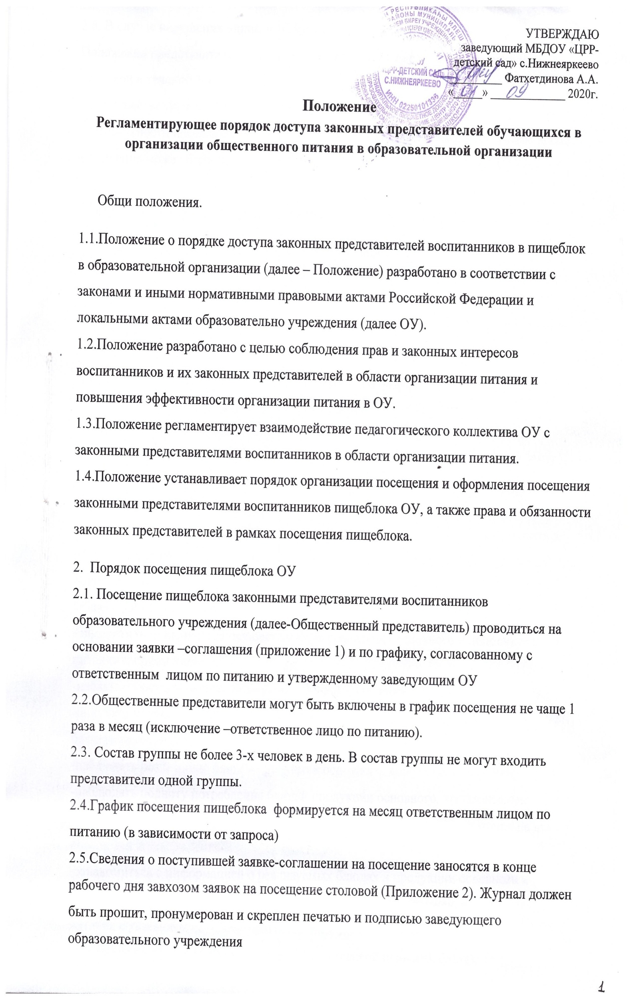 УТВЕРЖДАЮ
заведующий МБДОУ «ЦРР-
детский сад» с.Нижнеяркеево
_________ Фатхетдинова А.А.
«01» 09 2020г.
ЦРР-ДЕТСКИЙ САД»
С.НИЖНЕЯРКЕЕВО
ИНН 02250101336
Положение
Регламентирующее порядок доступа законных представителей обучающихся в
организации общественного питания в образовательной организации
Общи положения.
1.1.Положение о порядке доступа законных представителей воспитанников в пищеблок
в образовательной организации (далее – Положение) разработано в соответствии с
законами и иными нормативными правовыми актами Российской Федерации и
локальными актами образовательно учреждения (далее ОУ).
1.2.Положение разработано с целью соблюдения прав и законных интересов
воспитанников и их законных представителей в области организации питания и
повышения эффективности организации питания в ОУ.
1.3.Положение регламентирует взаимодействие педагогического коллектива ОУ с
законными представителями воспитанников в области организации питания.
1.4.Положение устанавливает порядок организации посещения и оформления посещения
законными представителями воспитанников пищеблока ОУ, а также права и обязанности
законных представителей в рамках посещения пищеблока.
2.  Порядок посещения пищеблока ОУ
2.1. Посещение пищеблока законными представителями воспитанников
образовательного учреждения (далее-Общественный представитель) проводиться на
основании заявки –соглашения (приложение 1) и по графику, согласованному с
ответственным  лицом по питанию и утвержденному заведующим ОУ
2.2.Общественные представители могут быть включены в график посещения не чаще 1
раза в месяц (исключение –ответственное лицо по питанию).
2.3. Состав группы не более 3-х человек в день. В состав группы не могут входить
представители одной группы.
2.4.График посещения пищеблока  формируется на месяц ответственным лицом по
питанию (в зависимости от запроса)
2.5.Сведения о поступившей заявке-соглашении на посещение заносятся в конце
рабочего дня завхозом заявок на посещение столовой (Приложение 2). Журнал должен
быть прошит, пронумерован и скреплен печатью и подписью заведующего
образовательного учреждения
1